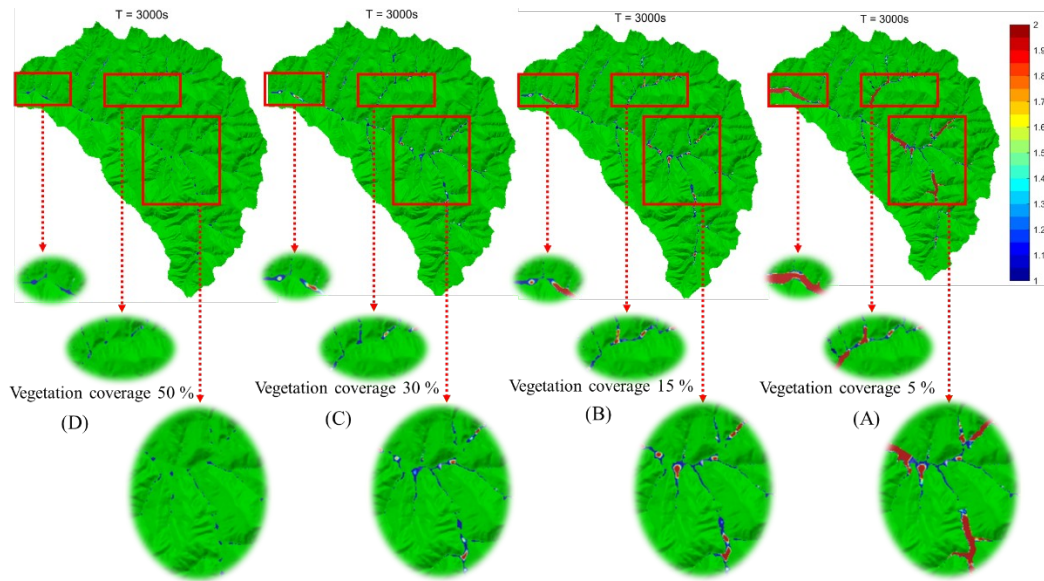 T = 3000s
T = 3000s
T = 3000s
T = 3000s
2
1.9
1.8
1.7
1.6
1.5
1.4
1.3
1.2
1.1
1
Vegetation coverage 50 %
(D)
Vegetation coverage 30 %
(C)
Vegetation coverage 15 %
(B)
Vegetation coverage 5 %
(A)